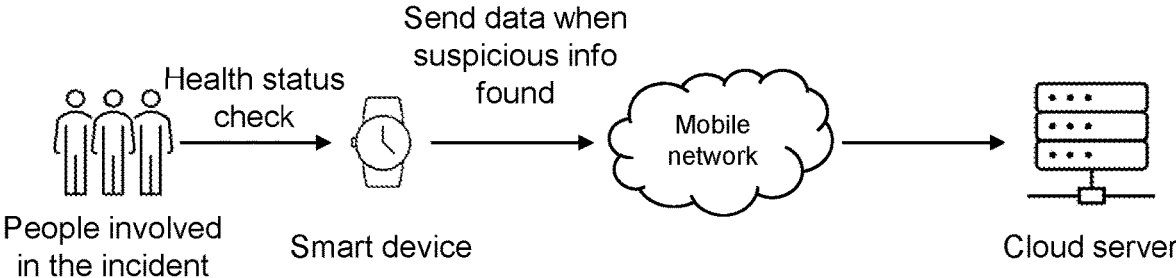 Send data when
suspicious info
found
Health status
check
Mobile
network
People involved
in the incident
Smart device
Cloud server